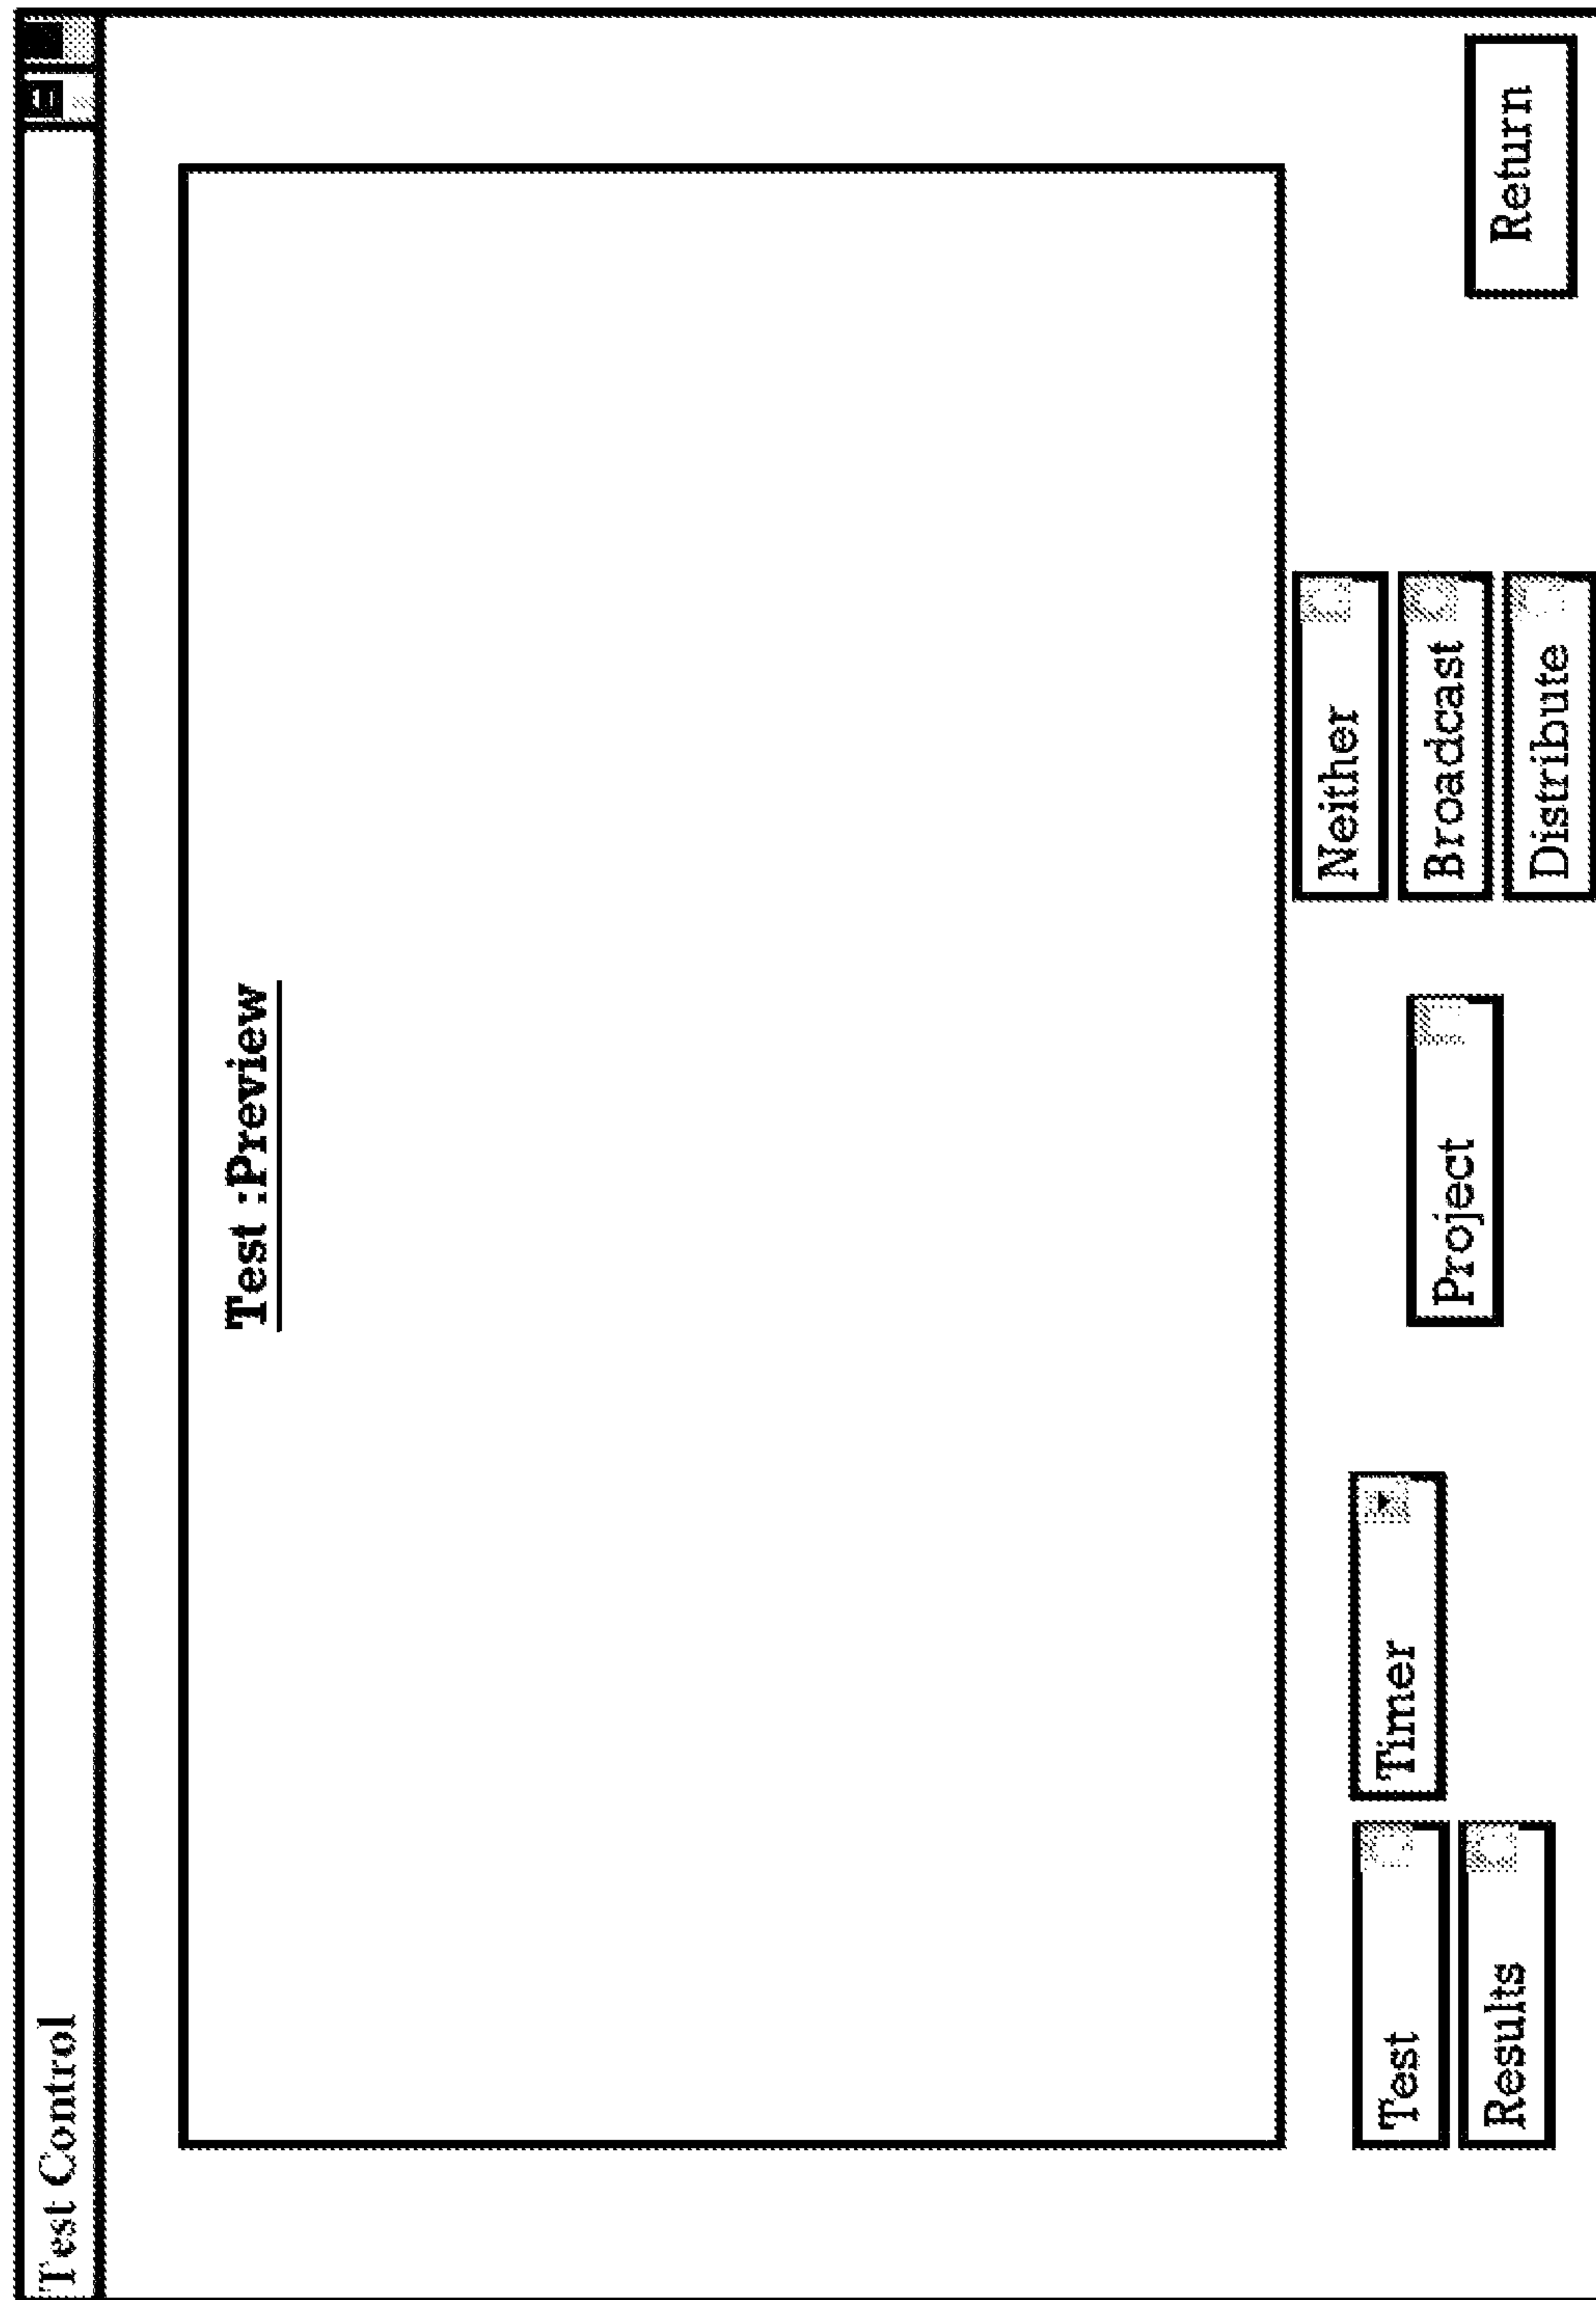 Test Control
Test :Preview
Test
Results
Timer
Project
Neither
Broadcast
Distribute
Return